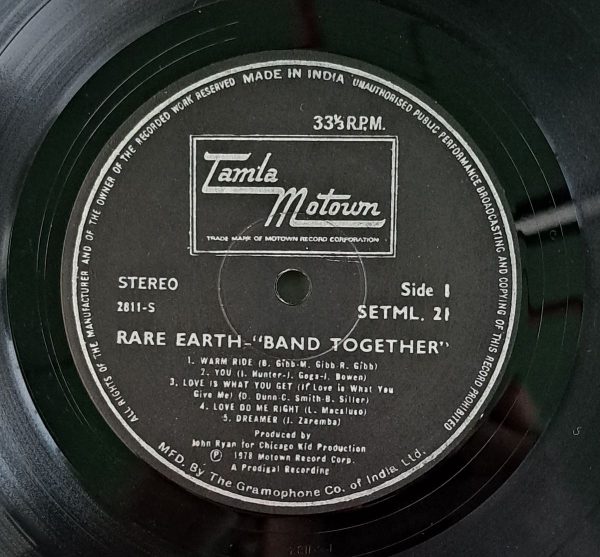 ALL RIGHTS OF THE MANUFACTURER AND OF THE OWNER OF THE RECORDED WORK RESERVED MADE IN INDIA UNAUTHORISED PUBLIC PERFORMANCE BROADCASTING AND COPYING OF THIS RECORD PROHIBITED
33⅓ R.P.M.
Tamla
Motown
TRADE MARK OF MOTOWN RECORD CORPORATION
STEREO
Side 1
2811-S
SETML. 21
RARE EARTH-"BAND TOGETHER"
1. WARM RIDE (B. Gibb-M. Gibb-R. Gibb)
2. YOU (I. Hunter-J. Goga-J. Bowen)
3. LOVE IS WHAT YOU GET (If Love is What You
Give Me) (D. Duno-C. Smith-B. Siller)
4. LOVE DO ME RIGHT (L. Macaluso)
5. DREAMER (J. Zaremba)
Produced by
John Ryan for Chicago Kid Production
Ⓟ 1978 Motown Record Corp.
A Prodigal Recording
MFD. By The Gramophone Co. of India Ltd.